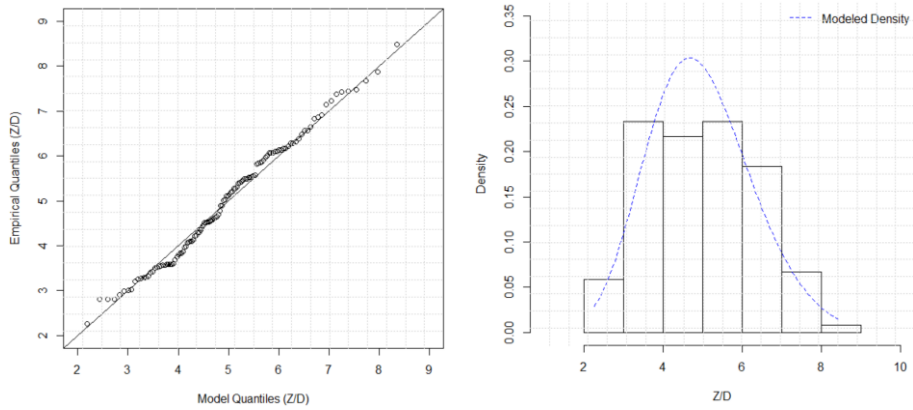 Empirical Quantiles (Z/D)
9
8
7
6
5
4
3
2
2 3 4 5 6 7 8 9
Model Quantiles (Z/D)
Modeled Density
Density
0.35
0.30
0.25
0.20
0.15
0.10
0.05
0.00
2 4 6 8 10
Z/D